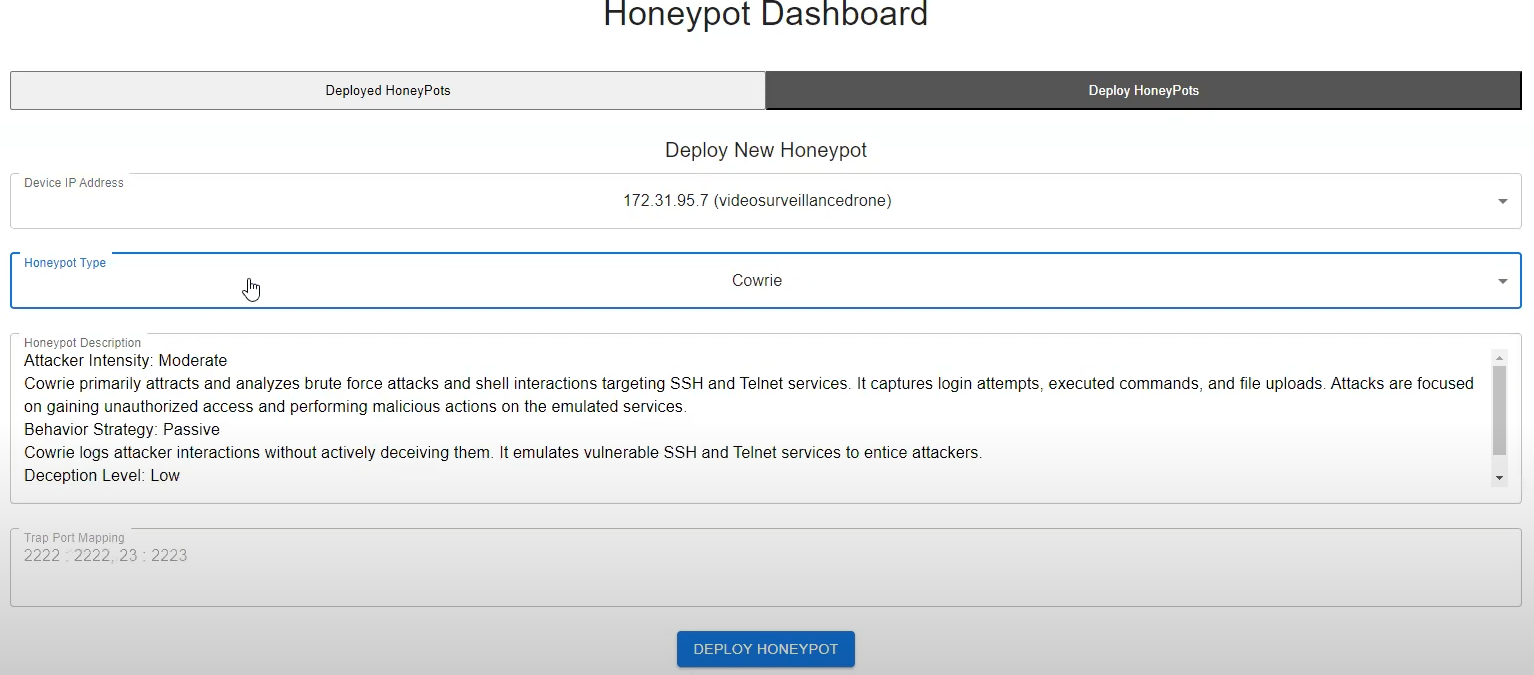 Honeypot Dashboard
Deployed HoneyPots
Deploy HoneyPots
Deploy New Honeypot
Device IP Address
172.31.95.7 (videosurveillancedrone)
Honeypot Type
Cowrie
Honeypot Description
Attacker Intensity: Moderate
Cowrie primarily attracts and analyzes brute force attacks and shell interactions targeting SSH and Telnet services. It captures login attempts, executed commands, and file uploads. Attacks are focused
on gaining unauthorized access and performing malicious actions on the emulated services.
Behavior Strategy: Passive
Cowrie logs attacker interactions without actively deceiving them. It emulates vulnerable SSH and Telnet services to entice attackers.
Deception Level: Low
Trap Port Mapping
2222 : 2222, 23 : 2223
DEPLOY HONEYPOT